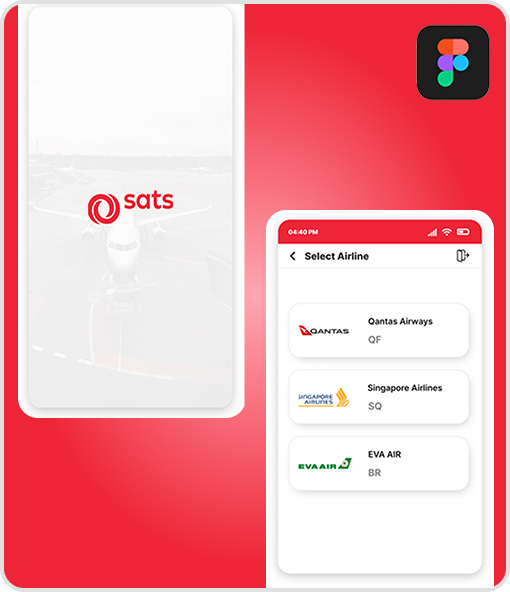 sats
04:40 PM
Select Airline
QANTAS
Qantas Airways
QF
SINGAPORE
AIRLINES
Singapore Airlines
SQ
EVA AIR
EVA AIR
BR